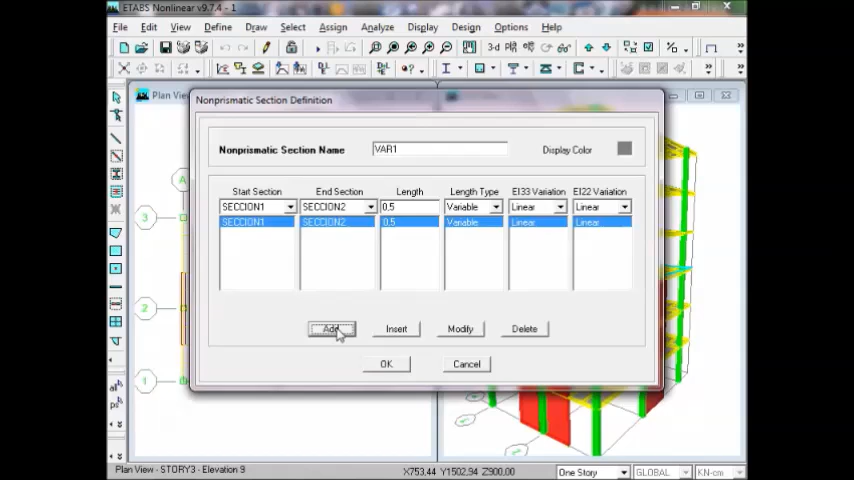 ETABS Nonlinear v9.7.4 - 1
File Edit View Define Draw Select Assign Analyze Display Design Options Help
3-d
Plan View
Nonprismatic Section Definition
Nonprismatic Section Name VAR1 Display Color
Start Section End Section Length Length Type EI33 Variation EI22 Variation
SECCION1 SECCION2 0,5 Variable Linear Linear
SECCION1 SECCION2 0,5 Variable Linear Linear
Add Insert Modify Delete
OK Cancel
A
3
2
1
all
ps
Plan View - STORY3 - Elevation 9 X753,44 Y1502,94 Z900,00 One Story GLOBAL KN-cm